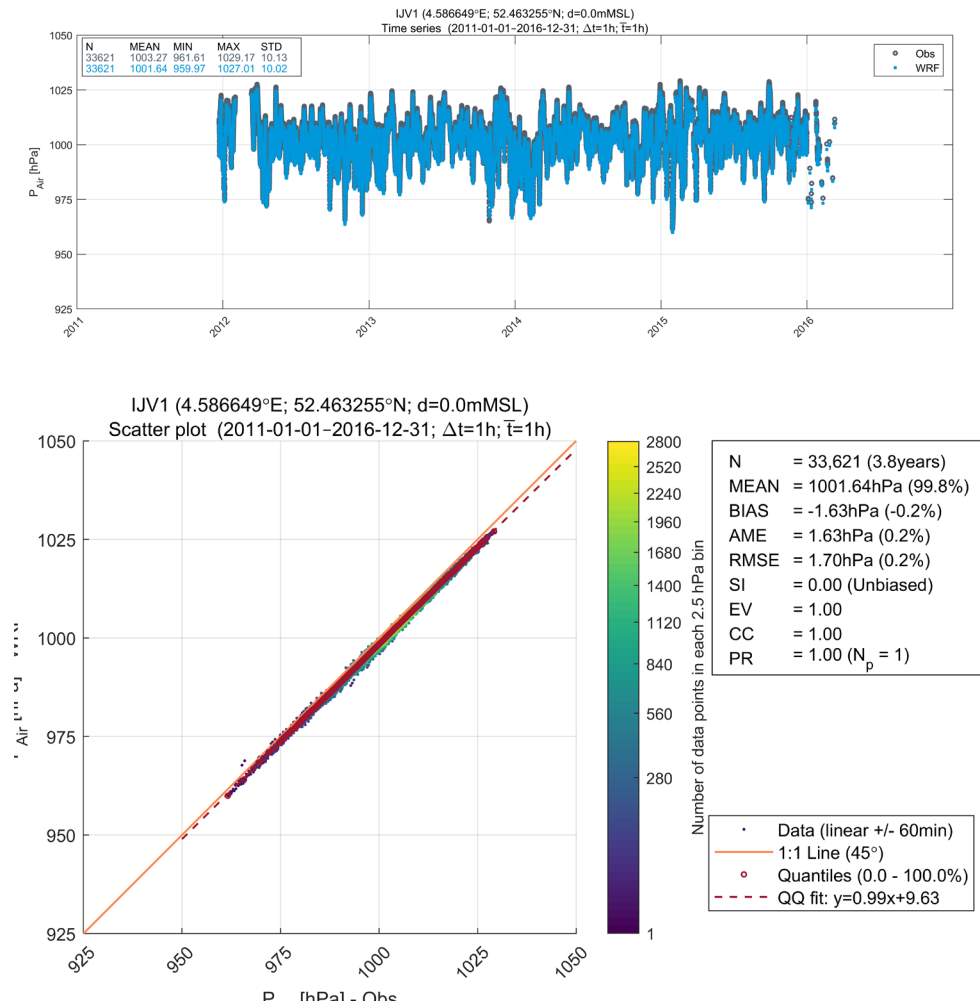 IJV1 (4.586649°E; 52.463255°N; d=0.0mMSL)
Time series (2011-01-01–2016-12-31; Δt=1h; t̅=1h)
N MEAN MIN MAX STD
33621 1003.27 961.61 1029.17 10.13
33621 1001.64 959.97 1027.01 10.02
Obs
WRF
P Air [hPa]
1050
1025
1000
975
950
925
2011
2012
2013
2014
2015
2016
IJV1 (4.586649°E; 52.463255°N; d=0.0mMSL)
Scatter plot (2011-01-01–2016-12-31; Δt=1h; t̅=1h)
1050
1025
1000
975
950
925
Air
925
950
975
1000
1025
1050
[hPa] - Obs
2800
2520
2240
1960
1680
1400
1120
840
560
280
1
Number of data points in each 2.5 hPa bin
N = 33,621 (3.8years)
MEAN = 1001.64hPa (99.8%)
BIAS = -1.63hPa (-0.2%)
AME = 1.63hPa (0.2%)
RMSE = 1.70hPa (0.2%)
SI = 0.00 (Unbiased)
EV = 1.00
CC = 1.00
PR = 1.00 (Np = 1)
Data (linear +/- 60min)
1:1 Line (45°)
Quantiles (0.0 - 100.0%)
QQ fit: y=0.99x+9.63